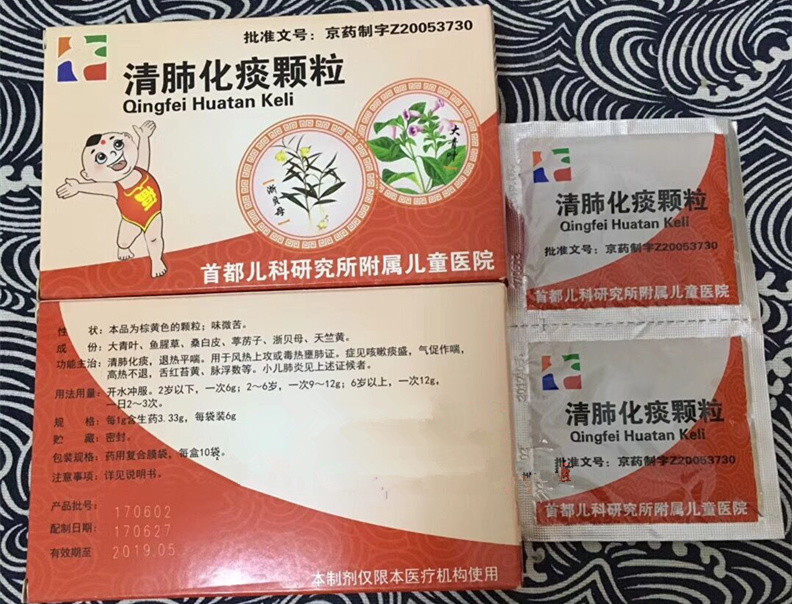 批准文号：京药制字Z20053730
清肺化痰颗粒
Qingfei Huatan Keli
大青叶
浙贝母
首都儿科研究所附属儿童医院
性 状：本品为棕黄色的颗粒；味微苦。
成 份：大青叶、鱼腥草、桑白皮、葶苈子、浙贝母、天竺黄。
功能主治：清肺化痰，退热平喘。用于风热上攻或毒热壅肺证。症见咳嗽痰盛，气促作喘，
高热不退，舌红苔黄、脉浮数等。小儿肺炎见上述证候者。
用法用量：开水冲服。2岁以下，一次6g；2~6岁，一次9~12g；6岁以上，一次12g，
一日2~3次。
规 格：每1g含生药3.33g，每袋装6g
贮 藏：密封。
包装规格：药用复合膜袋，每盒10袋。
注意事项：详见说明书。
产品批号：170602
配制日期：170627
有效期至 2019.05
本制剂仅限本医疗机构使用
清肺化痰颗粒
Qingfei Huatan Keli
批准文号：京药制字Z20053730
首都儿科研究所附属儿童医院
清肺化痰颗粒
Qingfei Huatan Keli
批准文号：京药制字Z20053730
首都儿科研究所附属儿童医院